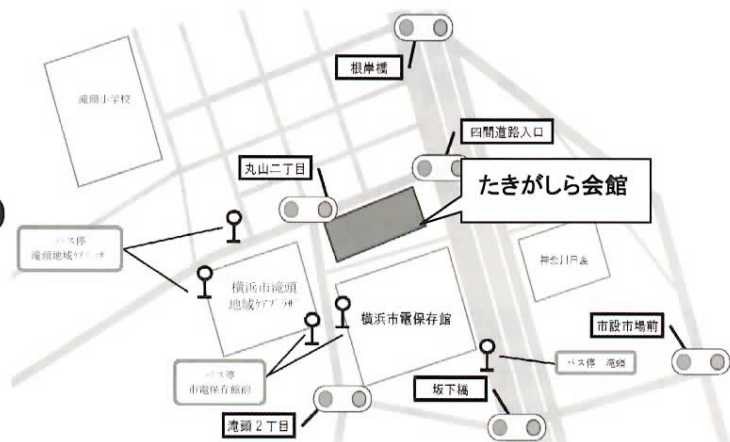 根岸橋
滝頭小学校
四間道路入口
丸山二丁目
たきがしら会館
バス停
滝頭地域ケアプラザ
神奈川日産
横浜市滝頭
地域ケアプラザ
横浜市電保存館
市設市場前
バス停
市電保存館前
バス停 滝頭
坂下橋
滝頭2丁目